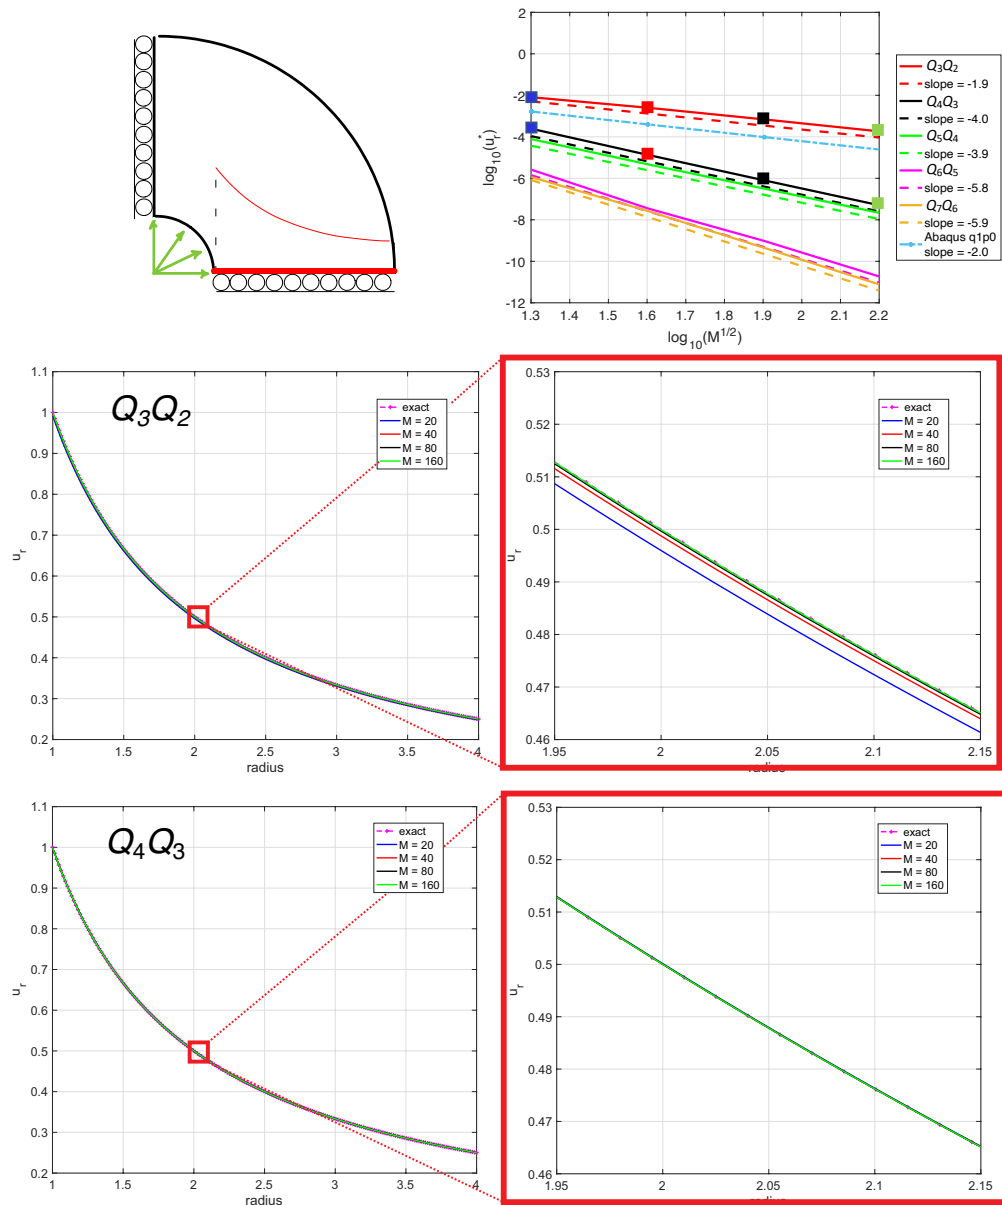 2
0
-2
-4
-6
-8
-10
-12
log10(ur*)
1.3 1.4 1.5 1.6 1.7 1.8 1.9 2 2.1 2.2
log10(M1/2)
Q3Q2
slope = -1.9
Q4Q3
slope = -4.0
Q5Q4
slope = -3.9
Q6Q5
slope = -5.8
Q7Q6
slope = -5.9
Abaqus q1p0
slope = -2.0
1.1
1
0.9
0.8
0.7
0.6
0.5
0.4
0.3
0.2
ur
1 1.5 2 2.5 3 3.5 4
radius
Q3Q2
exact
M = 20
M = 40
M = 80
M = 160
0.53
0.52
0.51
0.5
0.49
0.48
0.47
0.46
ur
1.95 2 2.05 2.1 2.15
radius
exact
M = 20
M = 40
M = 80
M = 160
1.1
1
0.9
0.8
0.7
0.6
0.5
0.4
0.3
0.2
ur
1 1.5 2 2.5 3 3.5 4
radius
Q4Q3
exact
M = 20
M = 40
M = 80
M = 160
0.53
0.52
0.51
0.5
0.49
0.48
0.47
0.46
ur
1.95 2 2.05 2.1 2.15
radius
exact
M = 20
M = 40
M = 80
M = 160